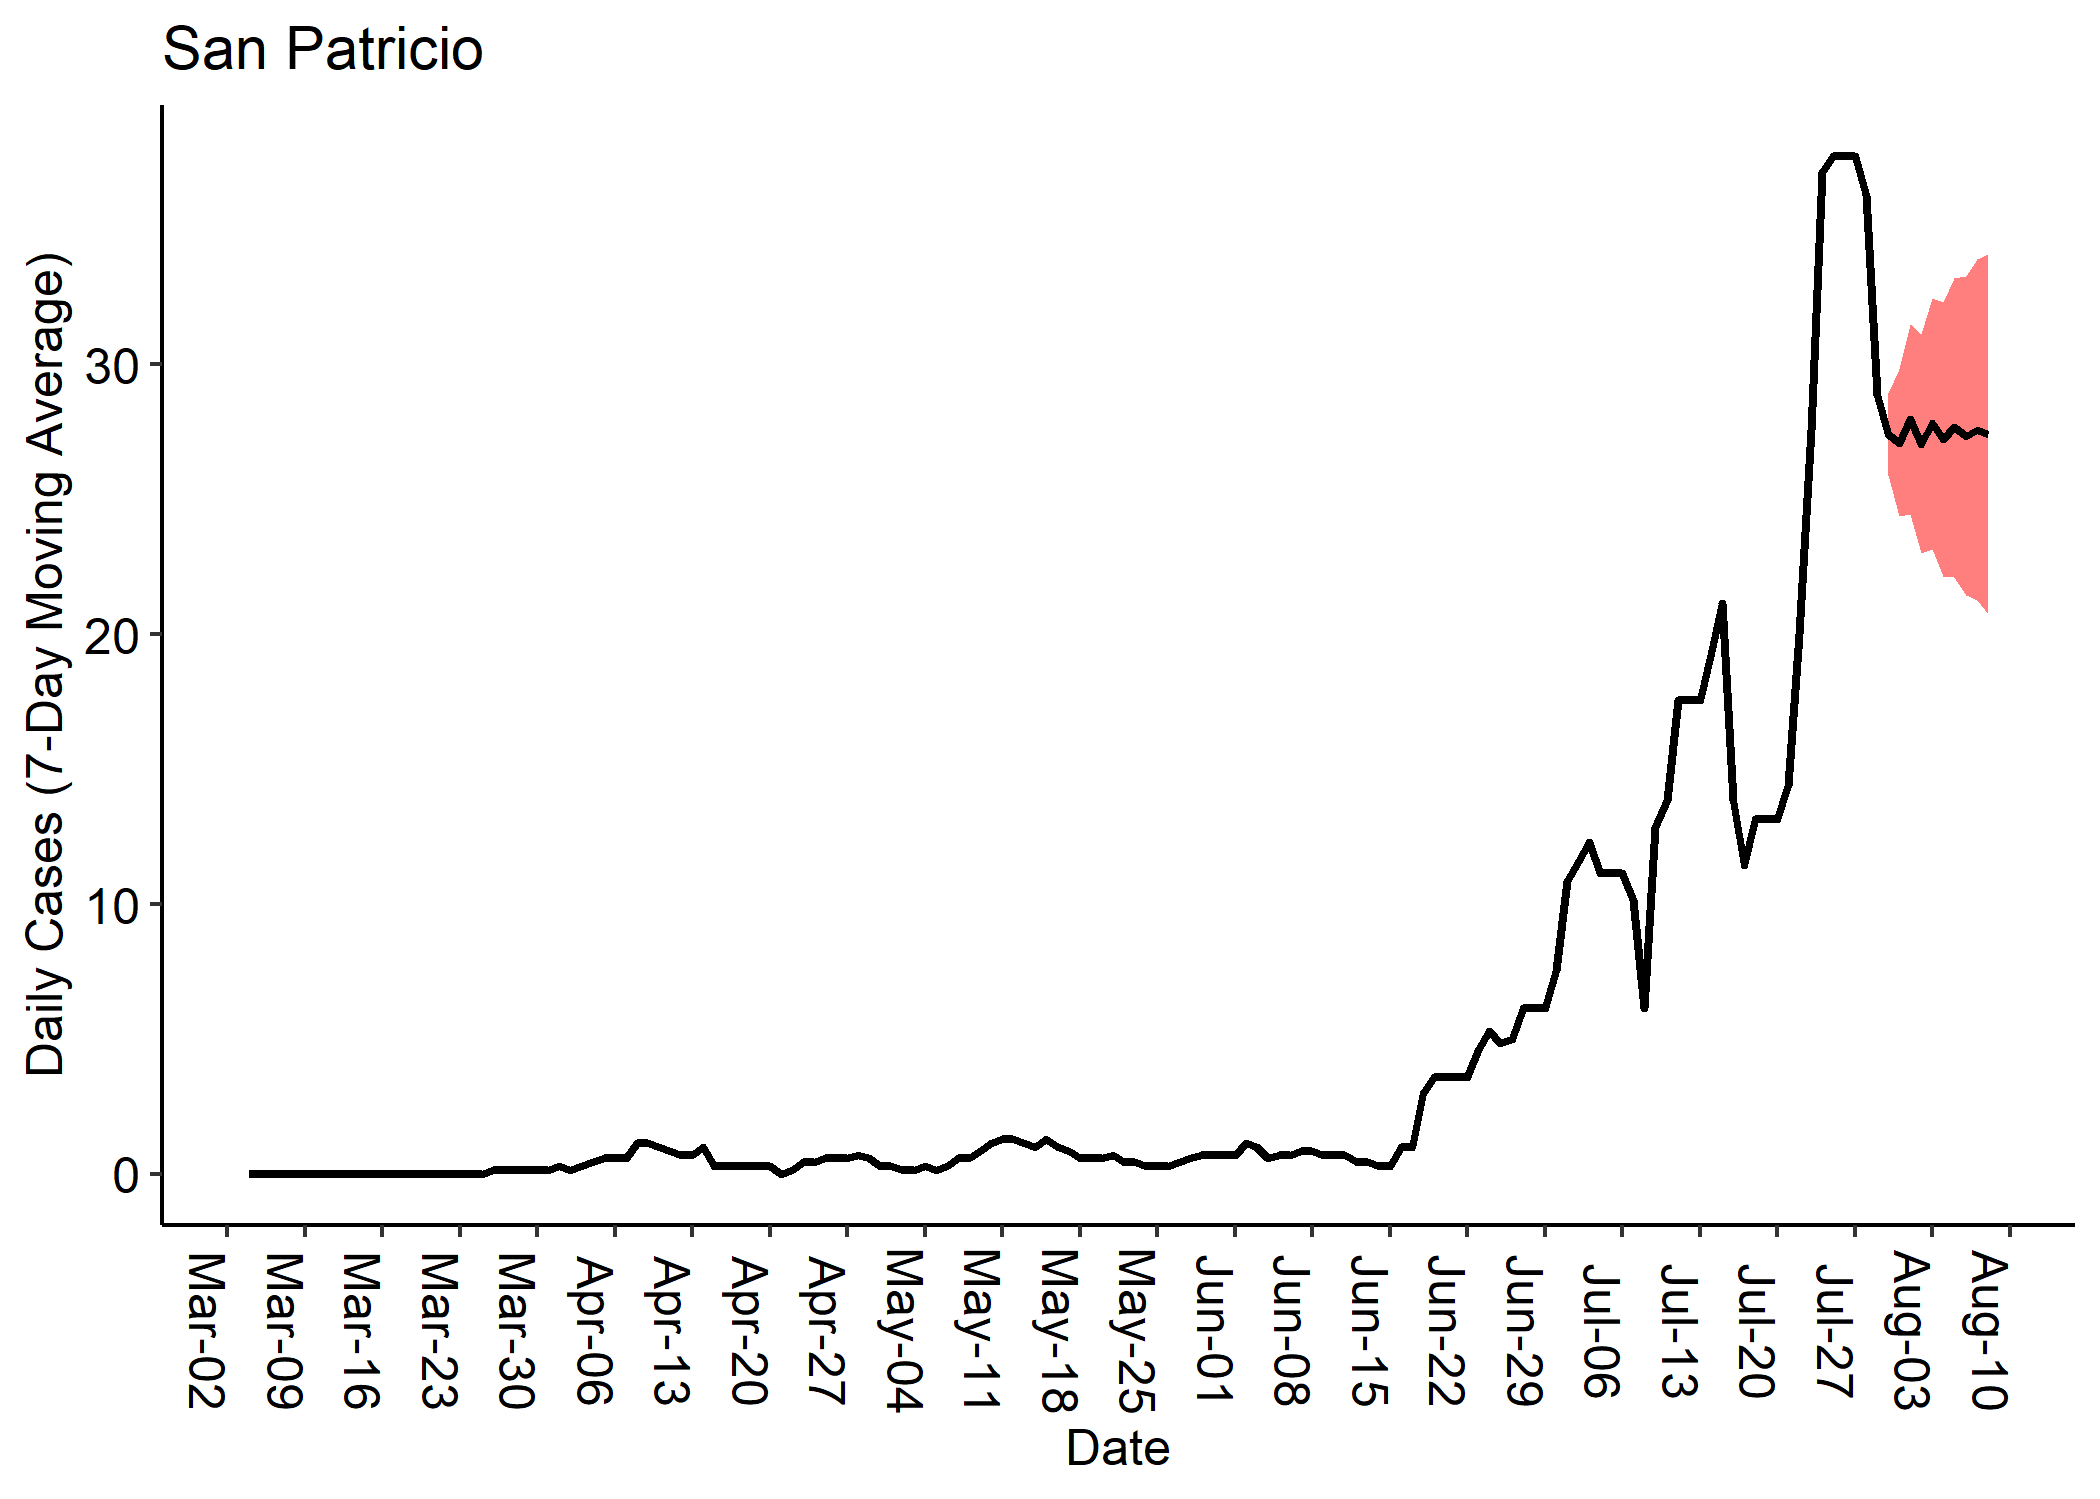 San Patricio
Daily Cases (7-Day Moving Average)
30
20
10
0
Mar-02
Mar-09
Mar-16
Mar-23
Mar-30
Apr-06
Apr-13
Apr-20
Apr-27
May-04
May-11
May-18
May-25
Jun-01
Jun-08
Jun-15
Jun-22
Jun-29
Jul-06
Jul-13
Jul-20
Jul-27
Aug-03
Aug-10
Date